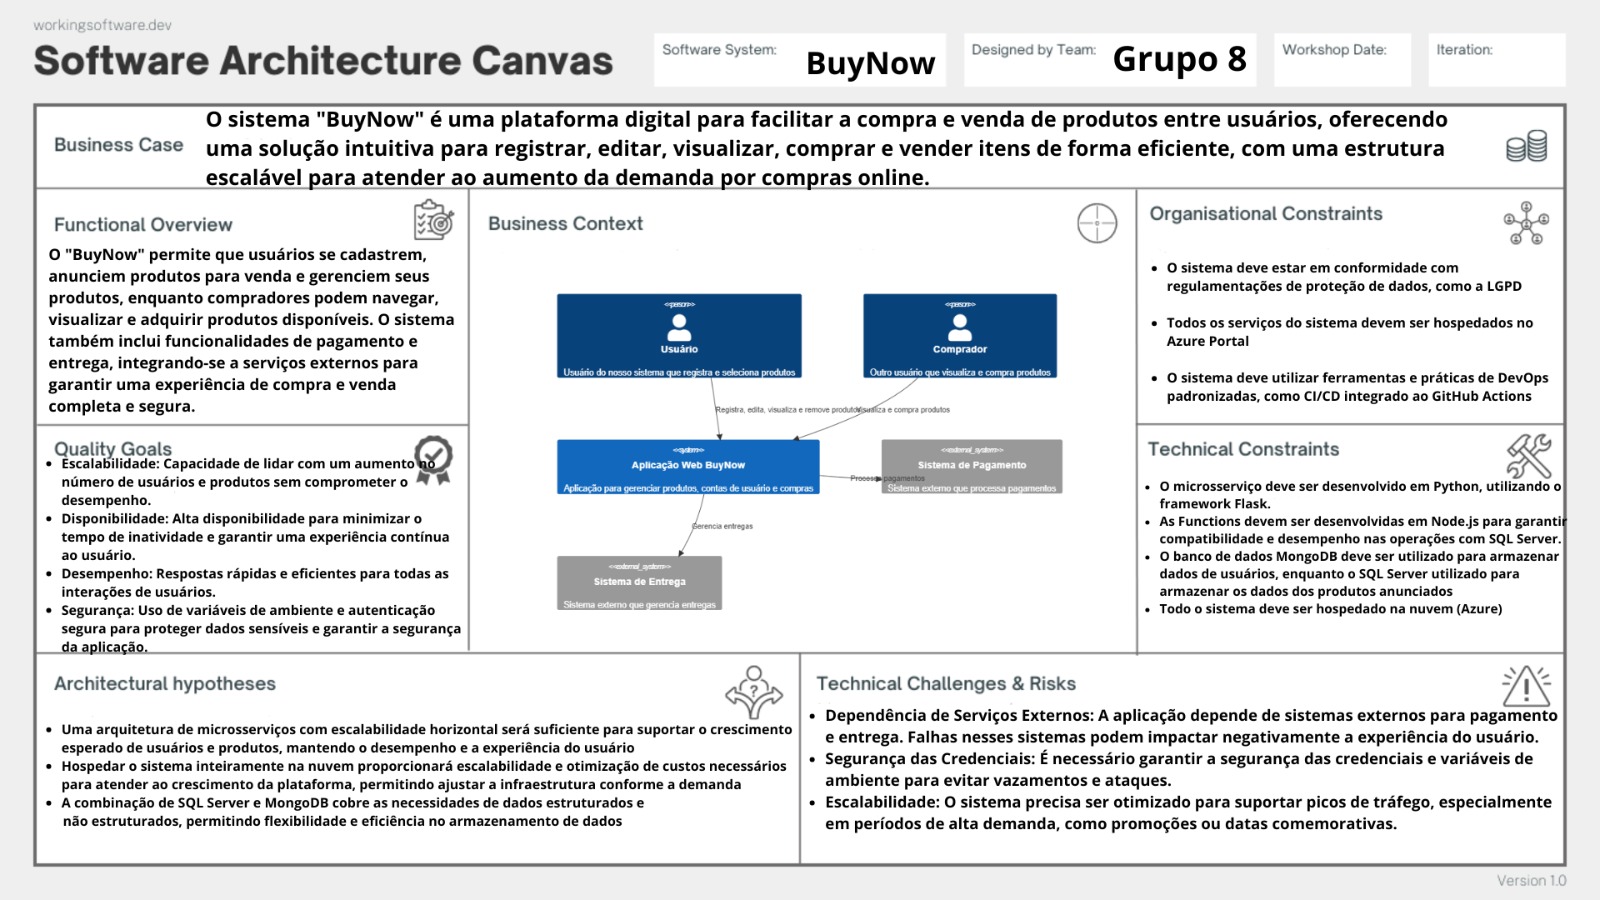 workingsoftware.dev
Software Architecture Canvas
Software System:
BuyNow
Designed by Team:
Grupo 8
Workshop Date:
Iteration:
Business Case
O sistema "BuyNow" é uma plataforma digital para facilitar a compra e venda de produtos entre usuários, oferecendo
uma solução intuitiva para registrar, editar, visualizar, comprar e vender itens de forma eficiente, com uma estrutura
escalável para atender ao aumento da demanda por compras online.
Functional Overview
O "BuyNow" permite que usuários se cadastrem,
anunciem produtos para venda e gerenciem seus
produtos, enquanto compradores podem navegar,
visualizar e adquirir produtos disponíveis. O sistema
também inclui funcionalidades de pagamento e
entrega, integrando-se a serviços externos para
garantir uma experiência de compra e venda
completa e segura.
Quality Goals
• Escalabilidade: Capacidade de lidar com um aumento no
número de usuários e produtos sem comprometer o
desempenho.
• Disponibilidade: Alta disponibilidade para minimizar o
tempo de inatividade e garantir uma experiência contínua
ao usuário.
• Desempenho: Respostas rápidas e eficientes para todas as
interações de usuários.
• Segurança: Uso de variáveis de ambiente e autenticação
segura para proteger dados sensíveis e garantir a segurança
da aplicação.
Business Context
<<person>>
Usuário
Usuário do nosso sistema que registra e seleciona produtos
<<person>>
Comprador
Outro usuário que visualiza e compra produtos
Registra, edita, visualiza e remove produtos
Visualiza e compra produtos
<<system>>
Aplicação Web BuyNow
Aplicação para gerenciar produtos, contas de usuário e compras
Processa pagamentos
<<external_system>>
Sistema de Pagamento
Sistema externo que processa pagamentos
Gerencia entregas
<<external_system>>
Sistema de Entrega
Sistema externo que gerencia entregas
Organisational Constraints
• O sistema deve estar em conformidade com
regulamentações de proteção de dados, como a LGPD
• Todos os serviços do sistema devem ser hospedados no
Azure Portal
• O sistema deve utilizar ferramentas e práticas de DevOps
padronizadas, como CI/CD integrado ao GitHub Actions
Technical Constraints
• O microsserviço deve ser desenvolvido em Python, utilizando o
framework Flask.
• As Functions devem ser desenvolvidas em Node.js para garantir
compatibilidade e desempenho nas operações com SQL Server.
• O banco de dados MongoDB deve ser utilizado para armazenar
dados de usuários, enquanto o SQL Server utilizado para
armazenar os dados dos produtos anunciados
• Todo o sistema deve ser hospedado na nuvem (Azure)
Architectural hypotheses
• Uma arquitetura de microsserviços com escalabilidade horizontal será suficiente para suportar o crescimento
esperado de usuários e produtos, mantendo o desempenho e a experiência do usuário
• Hospedar o sistema inteiramente na nuvem proporcionará escalabilidade e otimização de custos necessários
para atender ao crescimento da plataforma, permitindo ajustar a infraestrutura conforme a demanda
• A combinação de SQL Server e MongoDB cobre as necessidades de dados estruturados e
não estruturados, permitindo flexibilidade e eficiência no armazenamento de dados
Technical Challenges & Risks
• Dependência de Serviços Externos: A aplicação depende de sistemas externos para pagamento
e entrega. Falhas nesses sistemas podem impactar negativamente a experiência do usuário.
• Segurança das Credenciais: É necessário garantir a segurança das credenciais e variáveis de
ambiente para evitar vazamentos e ataques.
• Escalabilidade: O sistema precisa ser otimizado para suportar picos de tráfego, especialmente
em períodos de alta demanda, como promoções ou datas comemorativas.
Version 1.0